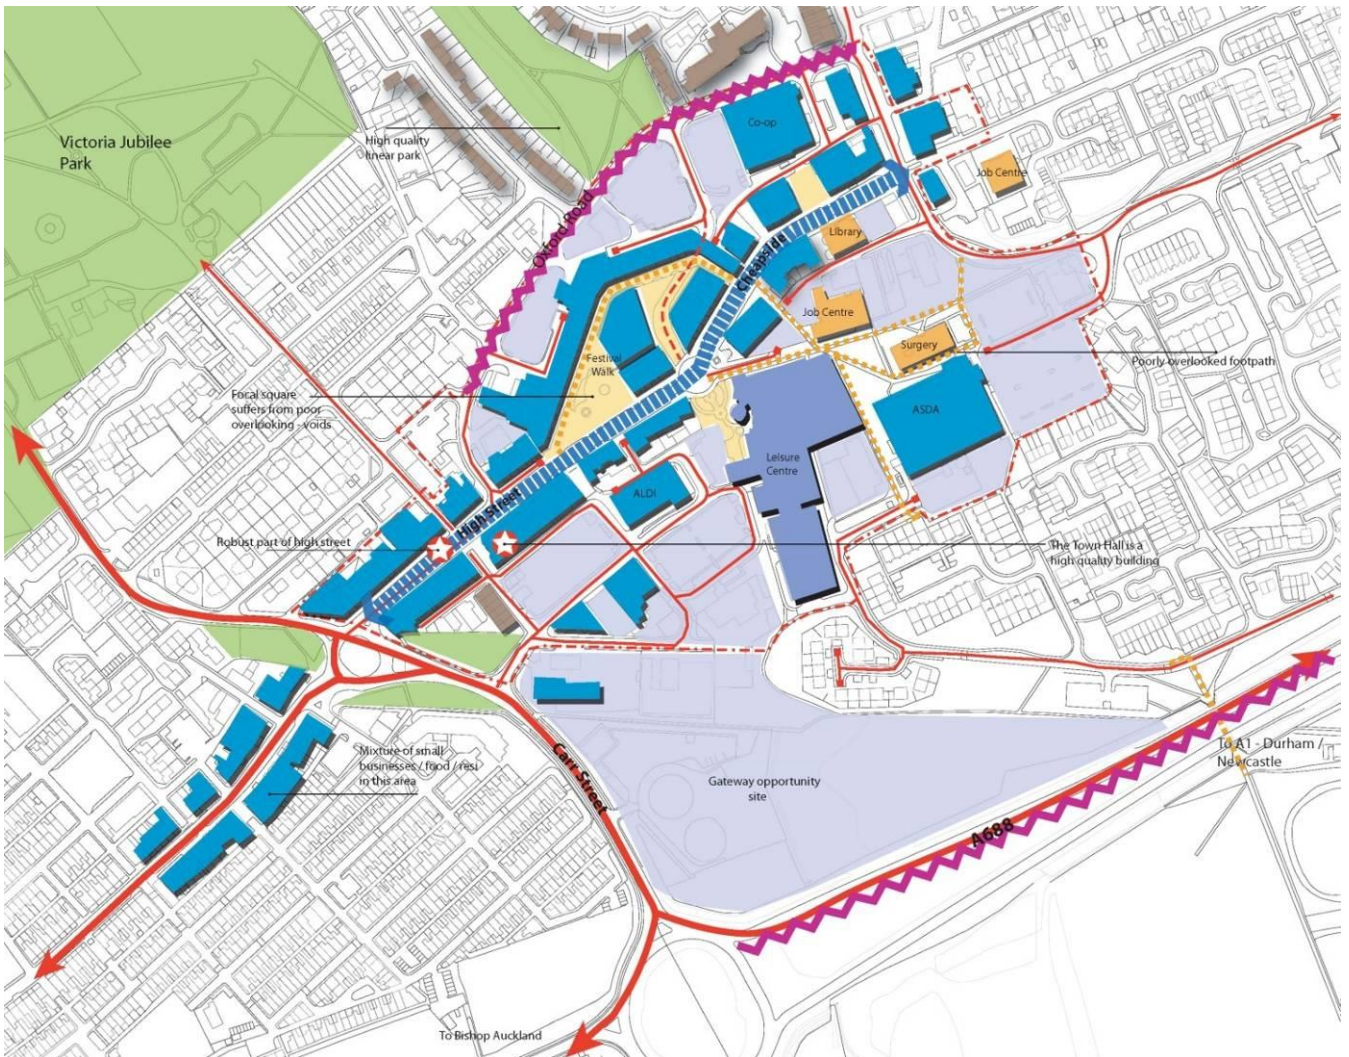 Co-op
Victoria Jubilee
Park
High quality
linear park
Job Centre
Oxford Road
Library
Cheapside
Job Centre
Surgery
Poorly overlooked footpath
Festival
Walk
Focal square
suffers from poor
overlooking - voids
ASDA
Leisure
Centre
ALDI
High Street
Robust part of high street
The Town Hall is a
high quality building
To A1 - Durham /
Newcastle
Mixture of small
businesses / food / resi
in this area
Carr Street
Gateway opportunity
site
A688
To Bishop Auckland